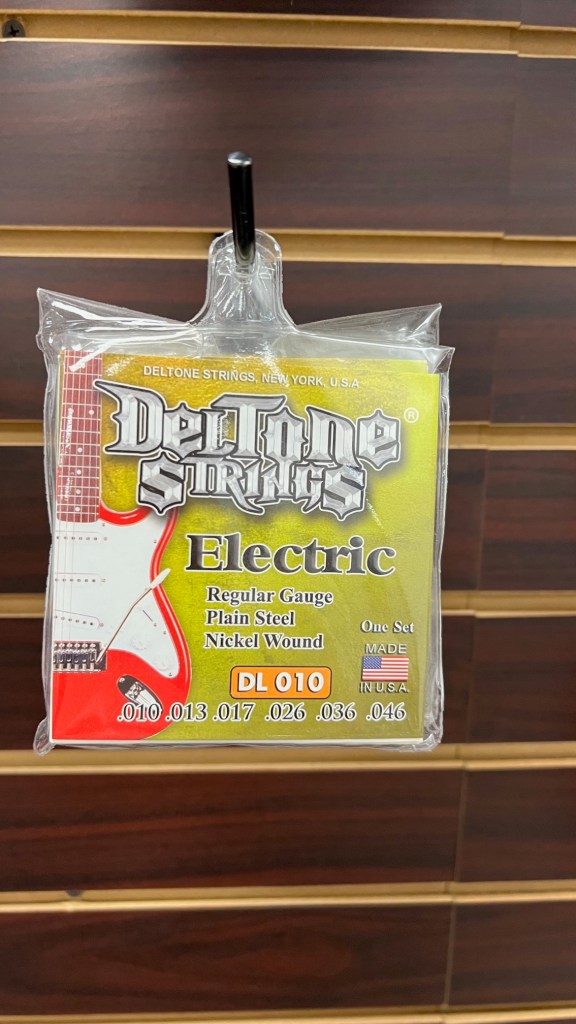 DELTONE STRINGS, NEW YORK, U.S.A
DELTONE®
STRINGS
Electric
Regular Gauge
Plain Steel
Nickel Wound
One Set
MADE
IN U.S.A.
DL 010
.010 .013 .017 .026 .036 .046